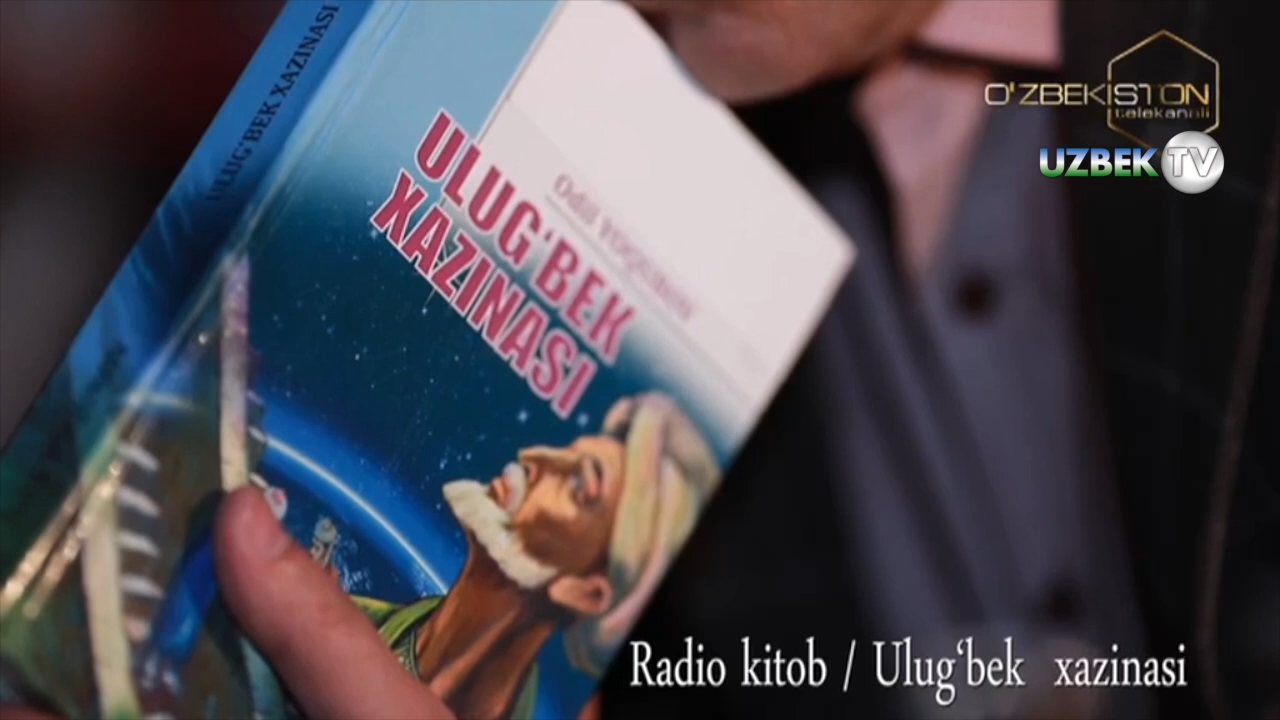 O'ZBEKISTON
telekanali
UZBEK TV
ULUG‘BEK XAZINASI
Odil YOQUBOV
ULUG‘BEK
XAZINASI
Radio kitob / Ulug‘bek xazinasi